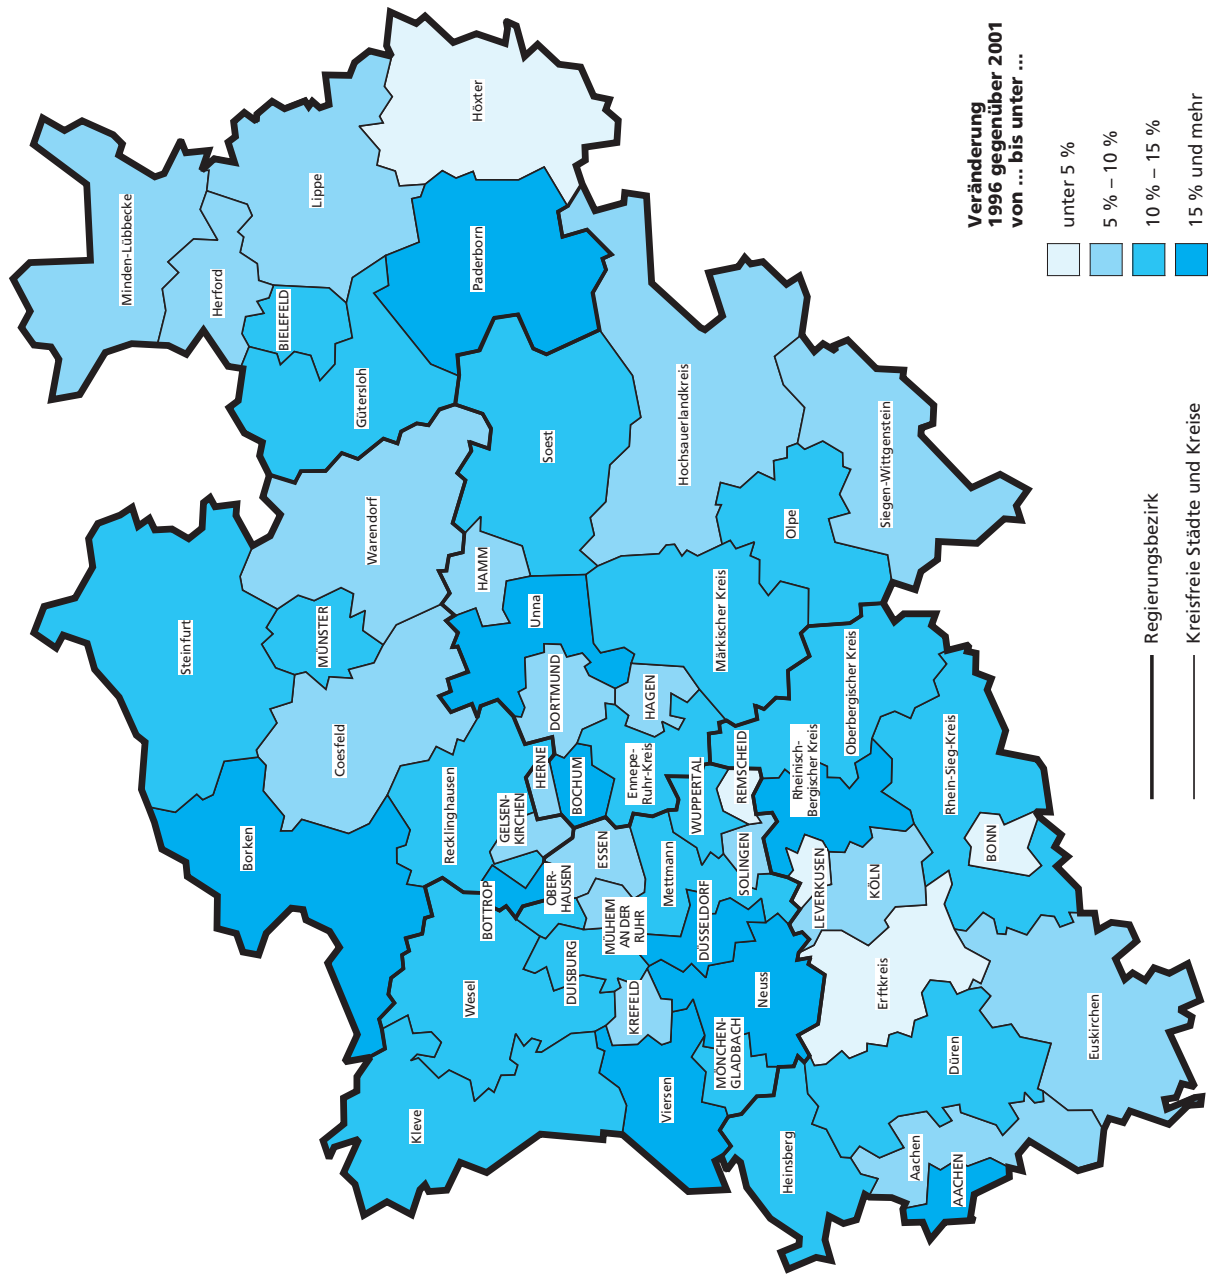 Minden-Lübbecke
Herford
Lippe
BIELEFELD
Höxter
Gütersloh
Paderborn
Steinfurt
Warendorf
MÜNSTER
Coesfeld
Borken
Soest
HAMM
Unna
Hochsauerlandkreis
Siegen-Wittgenstein
Olpe
Märkischer Kreis
DORTMUND
HAGEN
Recklinghausen
HERNE
BOCHUM
Ennepe-
Ruhr-Kreis
GELSEN-
KIRCHEN
BOTTROP
OBER-
HAUSEN
ESSEN
MÜLHEIM
AN DER
RUHR
WUPPERTAL
REMSCHEID
SOLINGEN
Mettmann
DÜSSELDORF
Oberbergischer Kreis
Rheinisch-
Bergischer Kreis
LEVERKUSEN
KÖLN
Rhein-Sieg-Kreis
BONN
Wesel
DUISBURG
KREFELD
Neuss
MÖNCHEN-
GLADBACH
Viersen
Kleve
Erftkreis
Düren
Euskirchen
Heinsberg
Aachen
AACHEN
Veränderung
1996 gegenüber 2001
von ... bis unter ...
unter 5 %
5 % – 10 %
10 % – 15 %
15 % und mehr
Regierungsbezirk
Kreisfreie Städte und Kreise